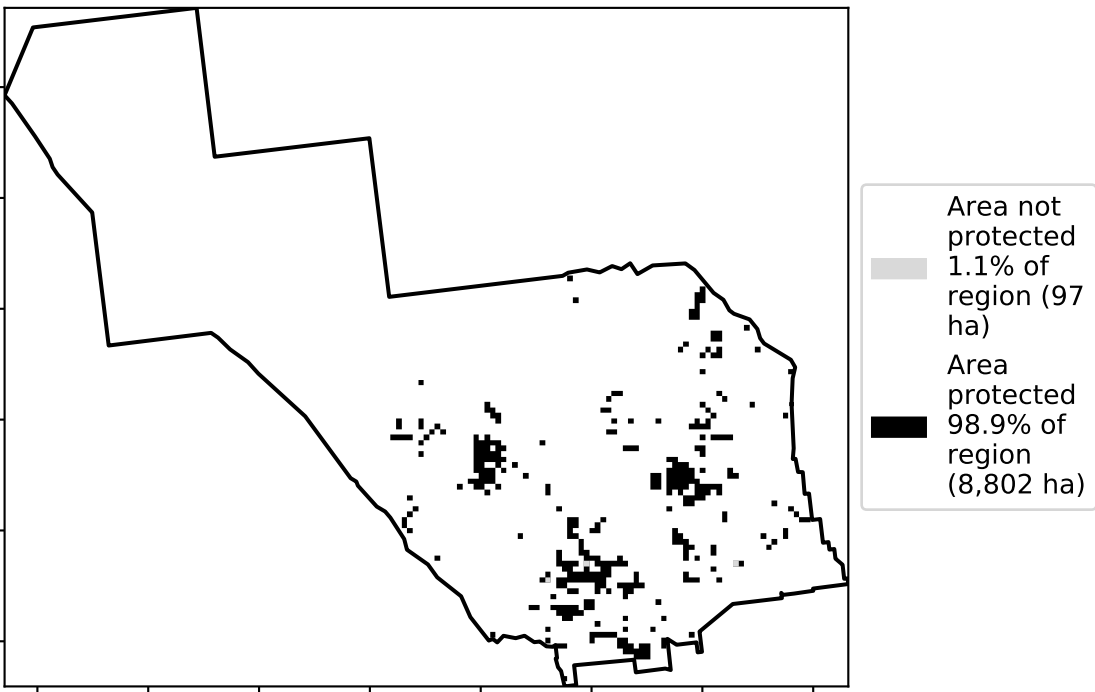 Area not
protected
1.1% of
region (97
ha)
Area
protected
98.9% of
region
(8,802 ha)